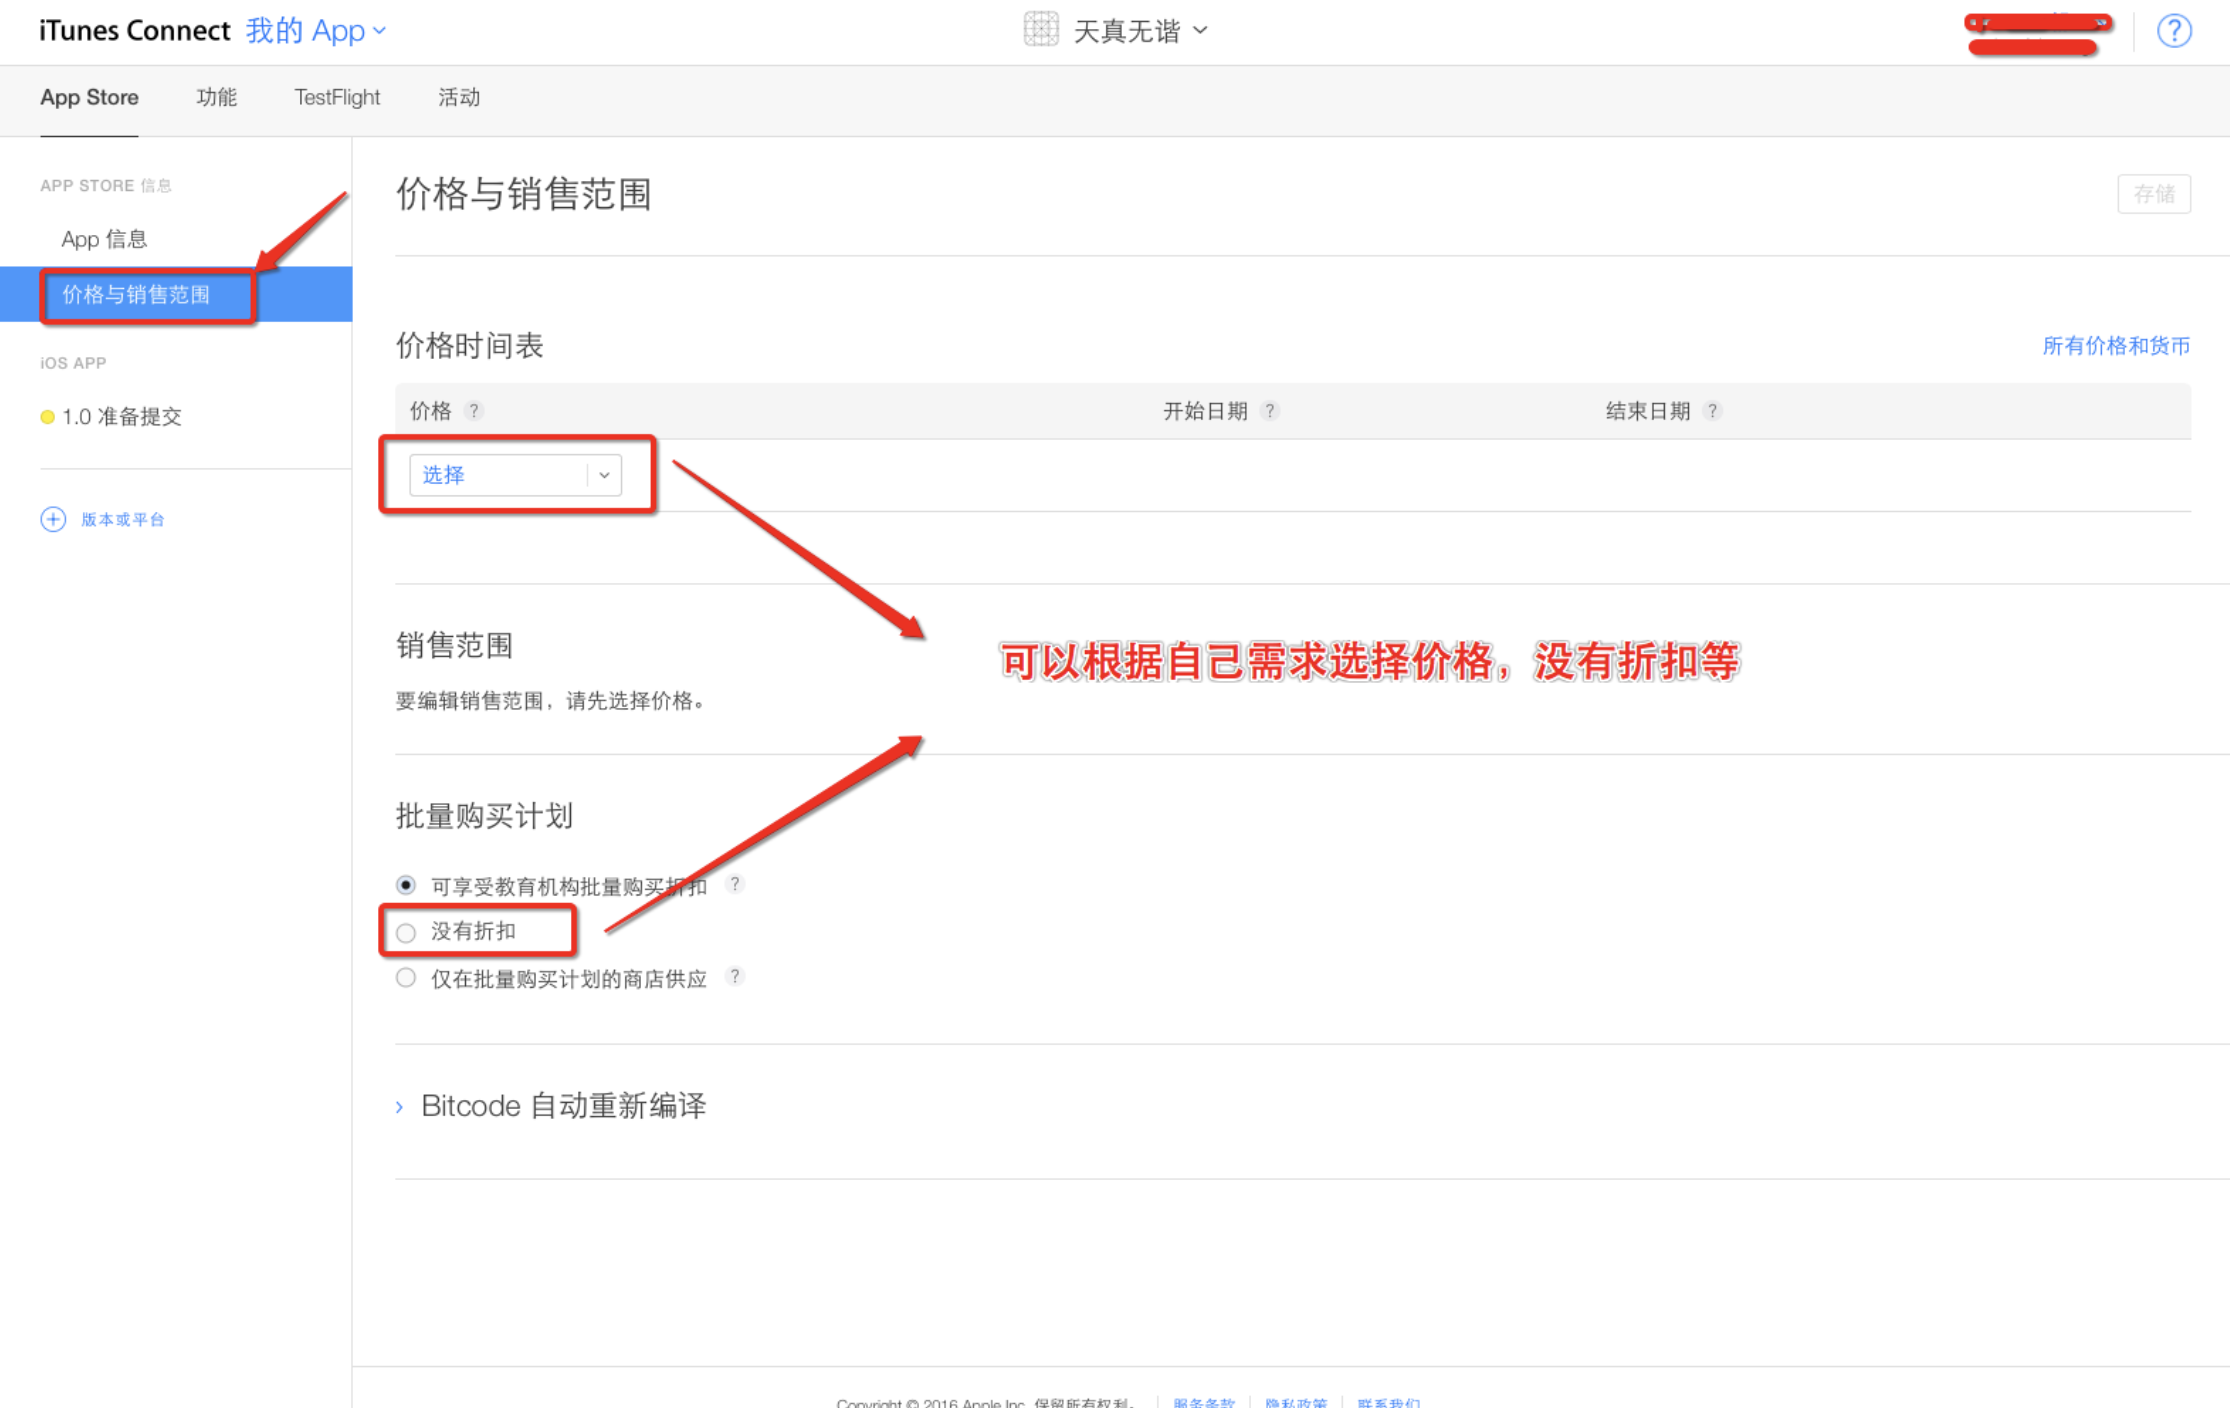 iTunes Connect 我的 App
天真无谐
?
App Store 功能 TestFlight 活动
APP STORE 信息
App 信息
价格与销售范围
iOS APP
1.0 准备提交
版本或平台
价格与销售范围
存储
价格时间表
所有价格和货币
价格 ? 开始日期 ? 结束日期 ?
选择
销售范围
要编辑销售范围，请先选择价格。
可以根据自己需求选择价格，没有折扣等
批量购买计划
可享受教育机构批量购买折扣 ?
没有折扣
仅在批量购买计划的商店供应 ?
Bitcode 自动重新编译
Copyright © 2016 Apple Inc. 保留所有权利。 服务条款 隐私政策 联系我们